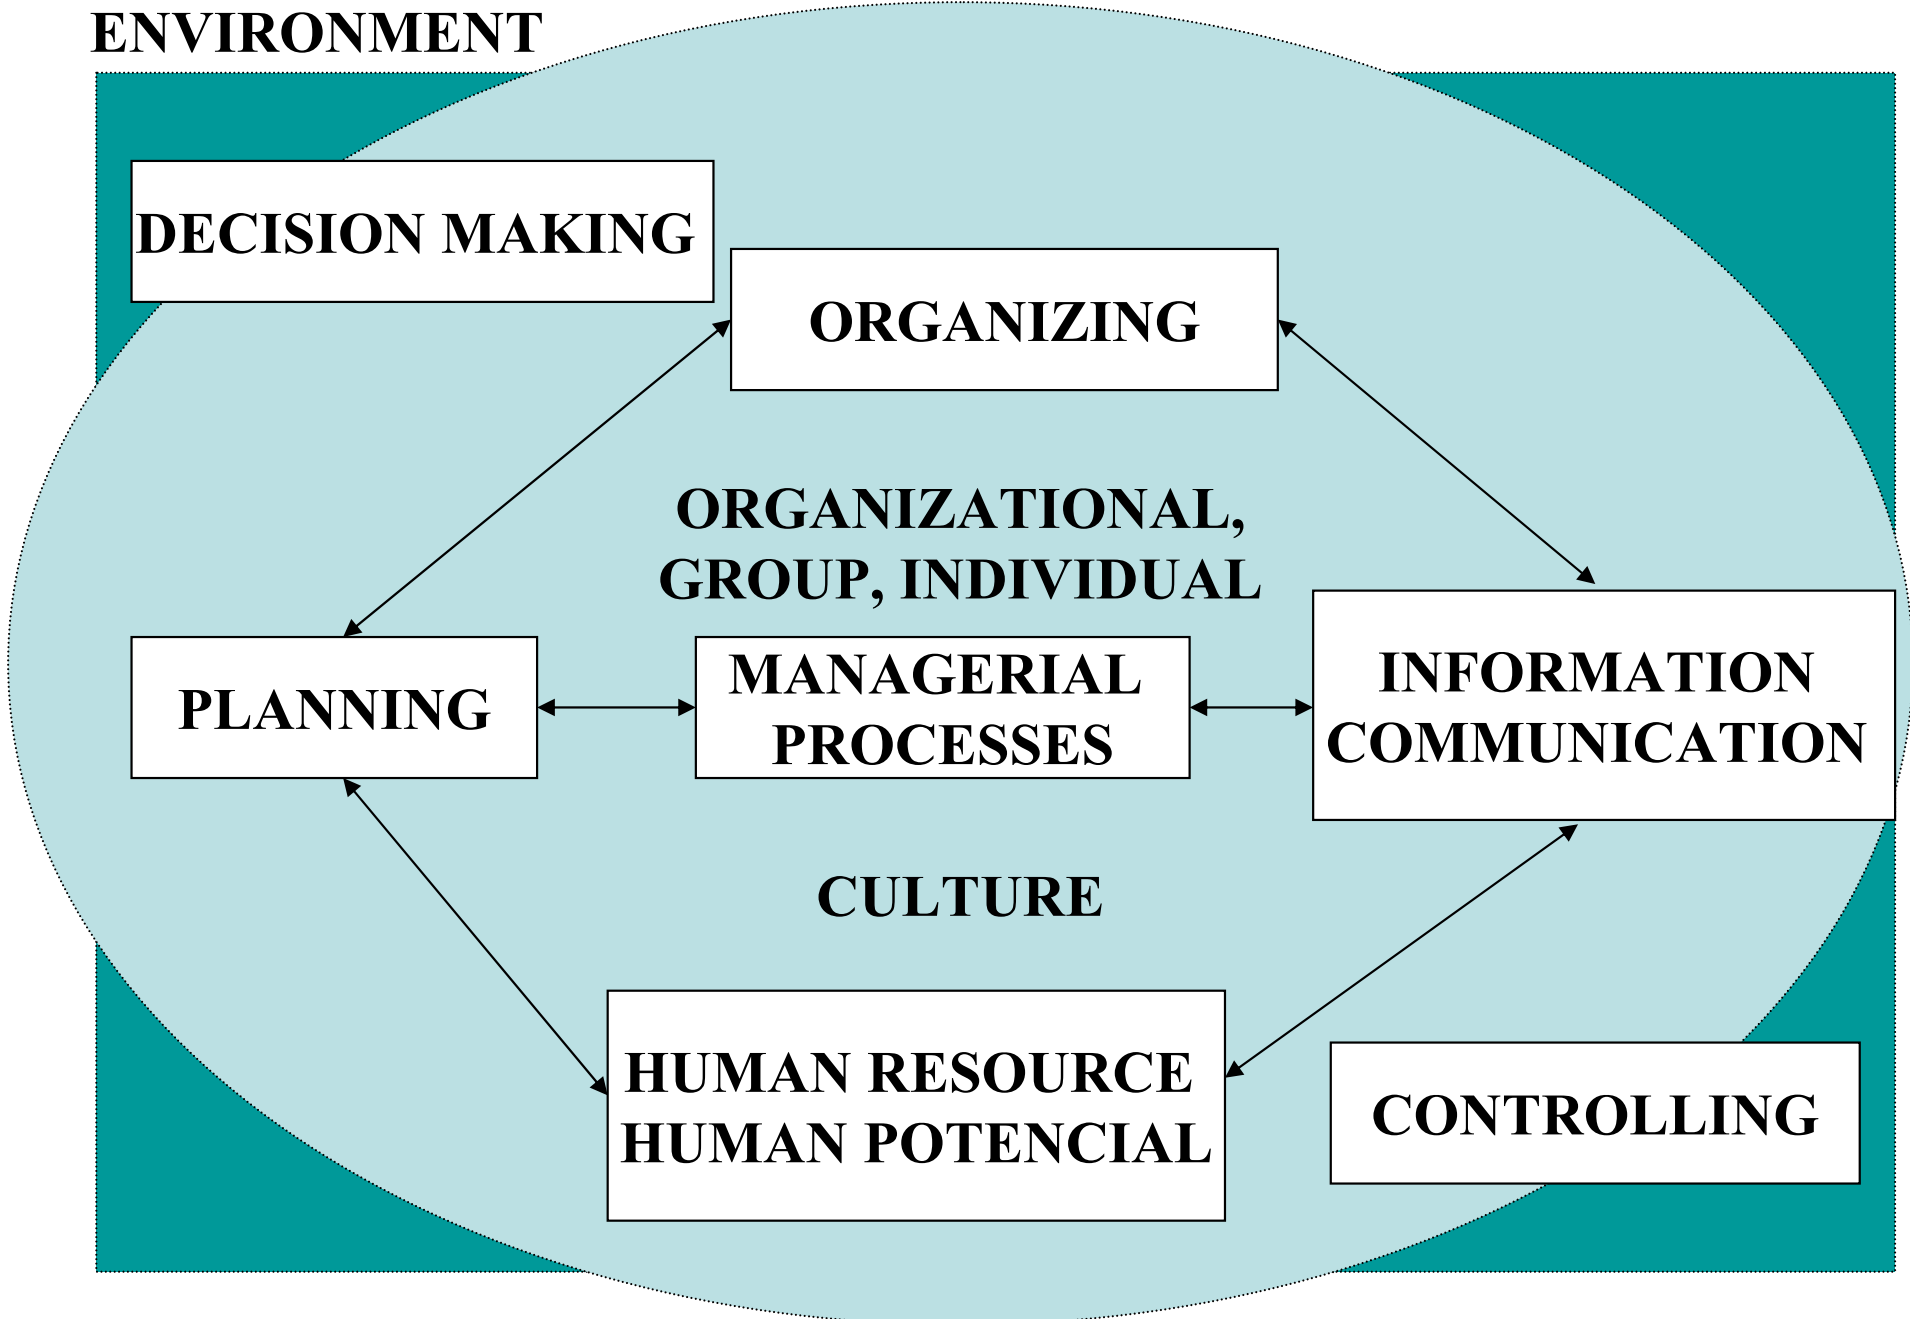 ENVIRONMENT
DECISION MAKING
ORGANIZING
ORGANIZATIONAL,
GROUP, INDIVIDUAL
PLANNING
MANAGERIAL
PROCESSES
INFORMATION
COMMUNICATION
CULTURE
HUMAN RESOURCE
HUMAN POTENCIAL
CONTROLLING